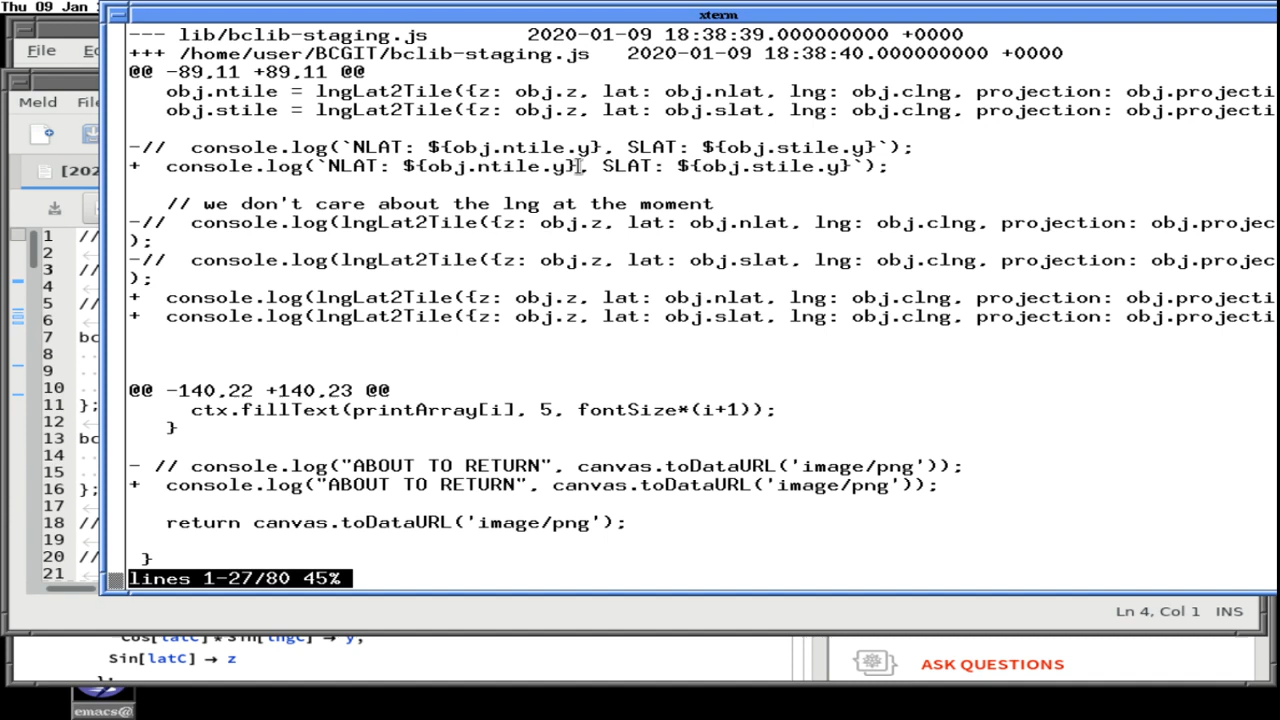 Thu 09 Jan
xterm
File
Meld
[202
1 //
2
3 //
4
5 //
6
7 bc
8
9
10
11 };
12
13 bc
14
15
16 };
17
18 //
19
20 //
21
--- lib/bclib-staging.js 2020-01-09 18:38:39.000000000 +0000
+++ /home/user/BCGIT/bclib-staging.js 2020-01-09 18:38:40.000000000 +0000
@@ -89,11 +89,11 @@
obj.ntile = lngLat2Tile({z: obj.z, lat: obj.nlat, lng: obj.clng, projection: obj.projecti
obj.stile = lngLat2Tile({z: obj.z, lat: obj.slat, lng: obj.clng, projection: obj.projecti
-// console.log(`NLAT: ${obj.ntile.y}, SLAT: ${obj.stile.y}`);
+ console.log(`NLAT: ${obj.ntile.y}, SLAT: ${obj.stile.y}`);
// we don't care about the lng at the moment
-// console.log(lngLat2Tile({z: obj.z, lat: obj.nlat, lng: obj.clng, projection: obj.projec
);
-// console.log(lngLat2Tile({z: obj.z, lat: obj.slat, lng: obj.clng, projection: obj.projec
);
+ console.log(lngLat2Tile({z: obj.z, lat: obj.nlat, lng: obj.clng, projection: obj.projecti
+ console.log(lngLat2Tile({z: obj.z, lat: obj.slat, lng: obj.clng, projection: obj.projecti
@@ -140,22 +140,23 @@
ctx.fillText(printArray[i], 5, fontSize*(i+1));
}
- // console.log("ABOUT TO RETURN", canvas.toDataURL('image/png'));
+ console.log("ABOUT TO RETURN", canvas.toDataURL('image/png'));
return canvas.toDataURL('image/png');
}
lines 1-27/80 45%
Ln 4, Col 1 INS
Cos[latC]*Sin[lngC] → y,
Sin[latC] → z
ASK QUESTIONS
emacs@